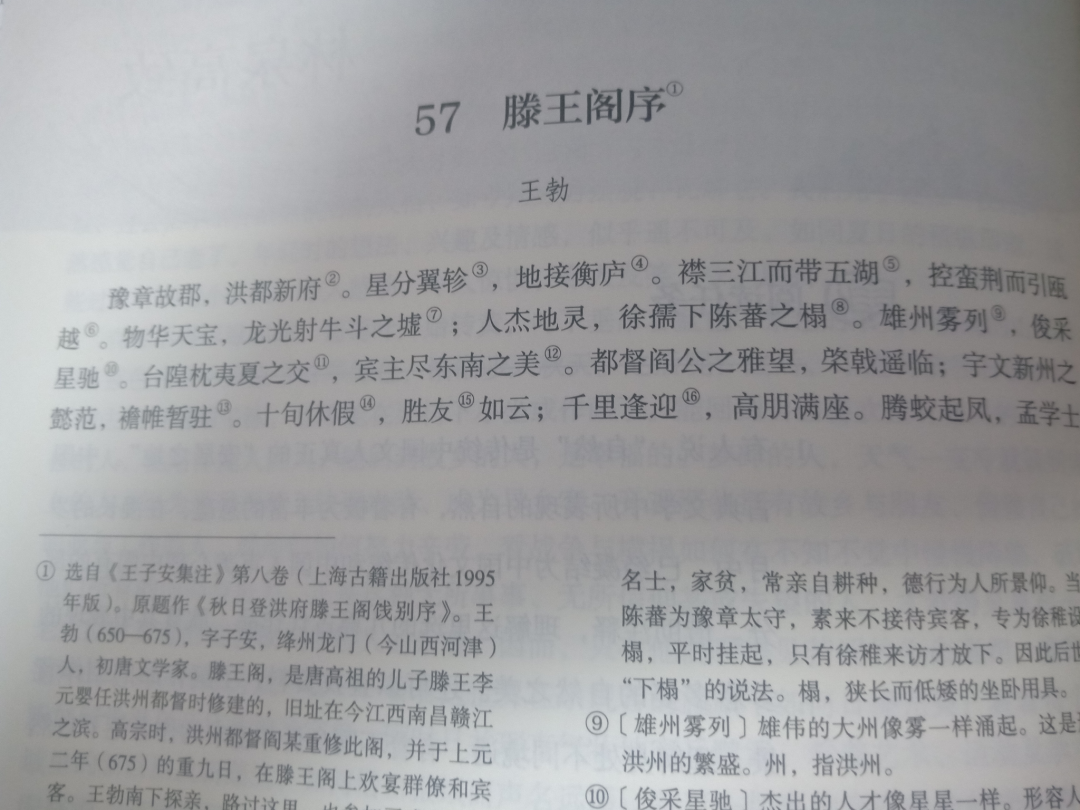 57 滕王阁序①
王勃
豫章故郡，洪都新府②。星分翼轸③，地接衡庐④。襟三江而带五湖⑤，控蛮荆而引瓯
越⑥。物华天宝，龙光射牛斗之墟⑦；人杰地灵，徐孺下陈蕃之榻⑧。雄州雾列⑨，俊采
星驰⑩。台隍枕夷夏之交⑪，宾主尽东南之美⑫。都督阎公之雅望，棨戟遥临；宇文新州之
懿范，襜帷暂驻⑬。十旬休假⑭，胜友⑮如云；千里逢迎⑯，高朋满座。腾蛟起凤，孟学士
① 选自《王子安集注》第八卷（上海古籍出版社1995
年版）。原题作《秋日登洪府滕王阁饯别序》。王
勃（650—675），字子安，绛州龙门（今山西河津）
人，初唐文学家。滕王阁，是唐高祖的儿子滕王李
元婴任洪州都督时修建的，旧址在今江西南昌赣江
之滨。高宗时，洪州都督阎某重修此阁，并于上元
二年（675）的重九日，在滕王阁上欢宴群僚和宾
客。王勃南下探亲，路过这里，
名士，家贫，常亲自耕种，德行为人所景仰。当
陈蕃为豫章太守，素来不接待宾客，专为徐稚设
榻，平时挂起，只有徐稚来访才放下。因此后世
“下榻”的说法。榻，狭长而低矮的坐卧用具。
⑨〔雄州雾列〕雄伟的大州像雾一样涌起。这是
洪州的繁盛。州，指洪州。
⑩〔俊采星驰〕杰出的人才像星星一样，形容人